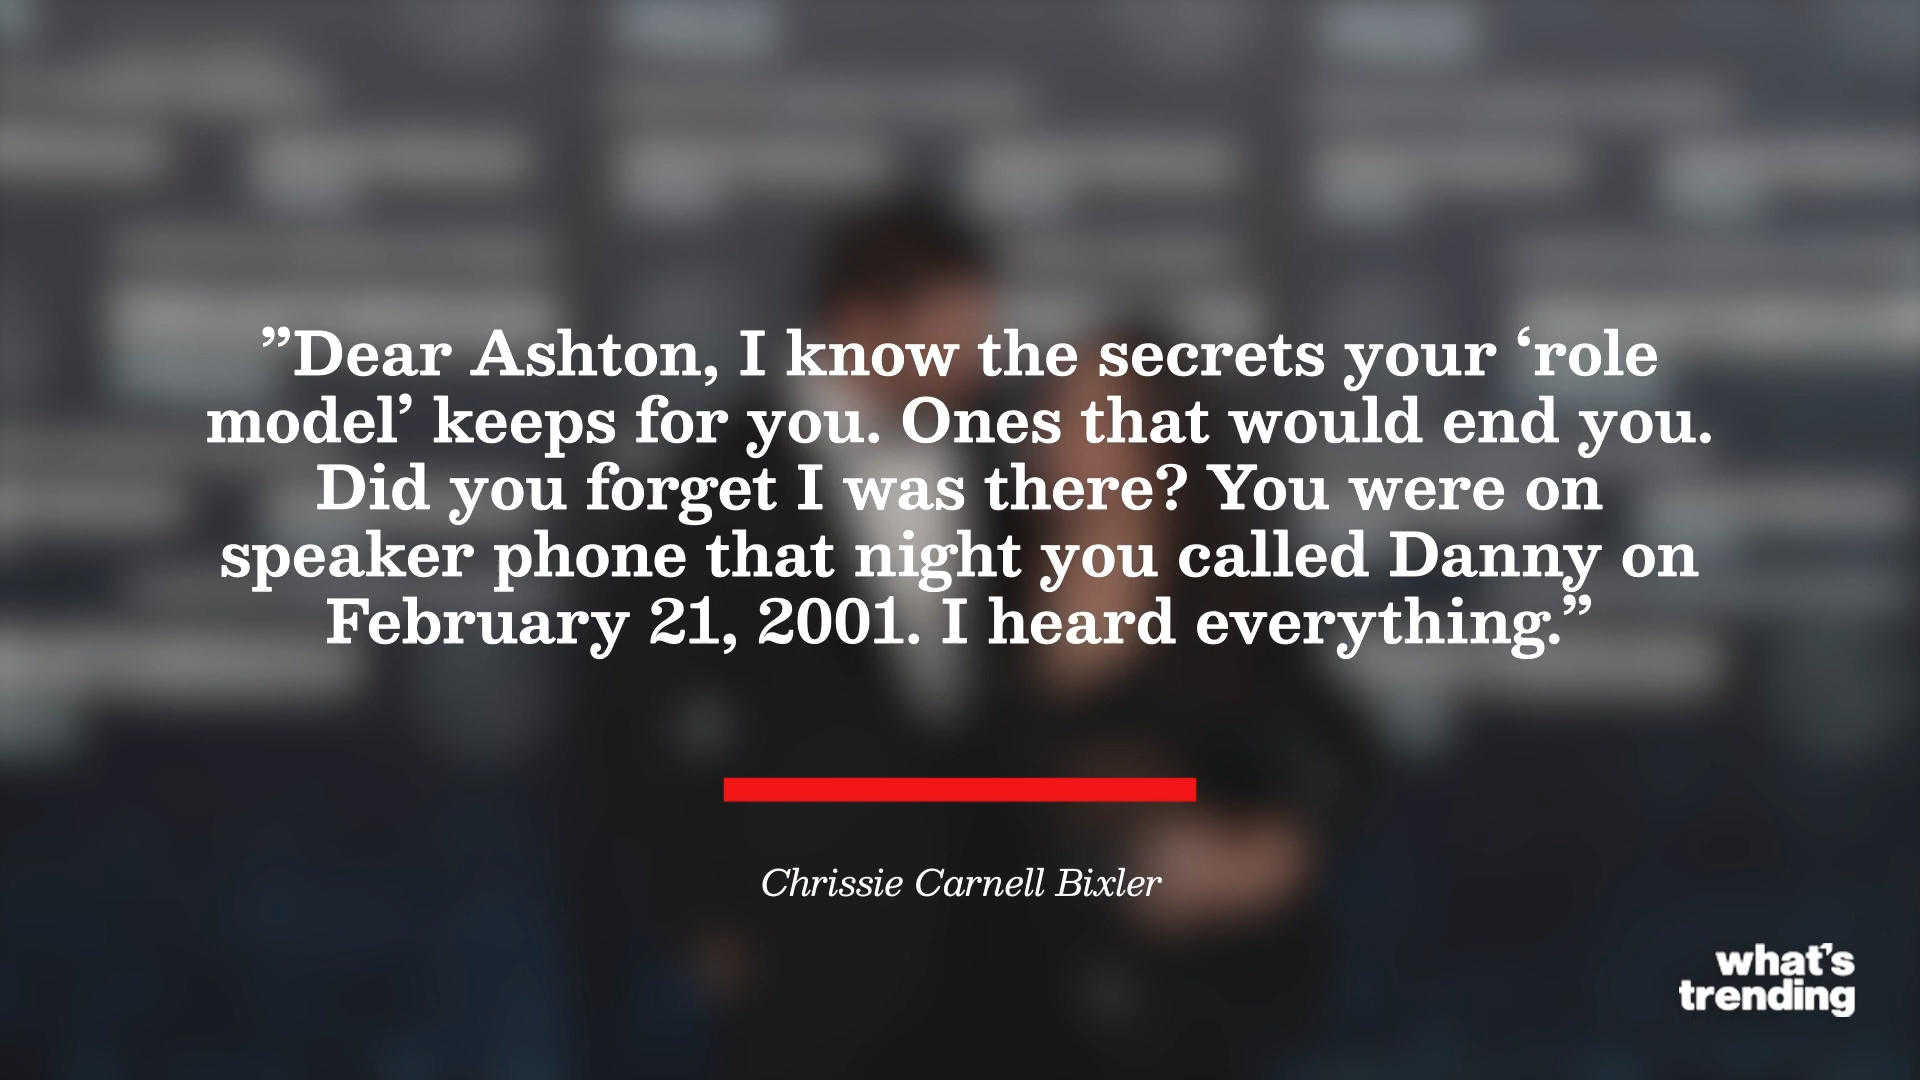 ”Dear Ashton, I know the secrets your ‘role
model’ keeps for you. Ones that would end you.
Did you forget I was there? You were on
speaker phone that night you called Danny on
February 21, 2001. I heard everything.”
Chrissie Carnell Bixler
what's
trending